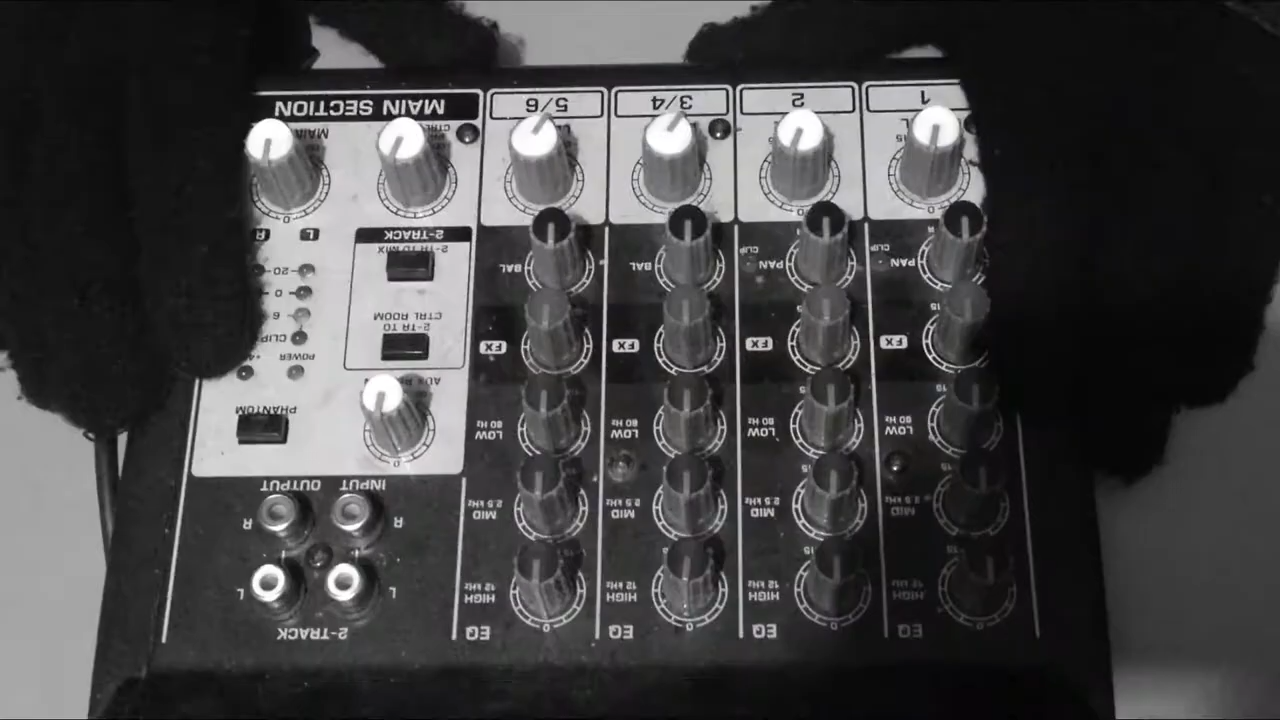 EQ
HIGH
12 kHz
MID
2.5 kHz
LOW
80 Hz
FX
PAN
CLIP
1
EQ
HIGH
12 kHz
MID
2.5 kHz
LOW
80 Hz
FX
PAN
CLIP
2
EQ
HIGH
12 kHz
MID
2.5 kHz
LOW
80 Hz
FX
BAL
3/4
EQ
HIGH
12 kHz
MID
2.5 kHz
LOW
80 Hz
FX
BAL
5/6
2-TRACK
L L
R R
INPUT OUTPUT
PHANTOM
AUX
POWER
CLIP
6
0
20
L R
2-TR TO
CTRL ROOM
2-TR TO MIX
2-TRACK
MAIN
MAIN SECTION